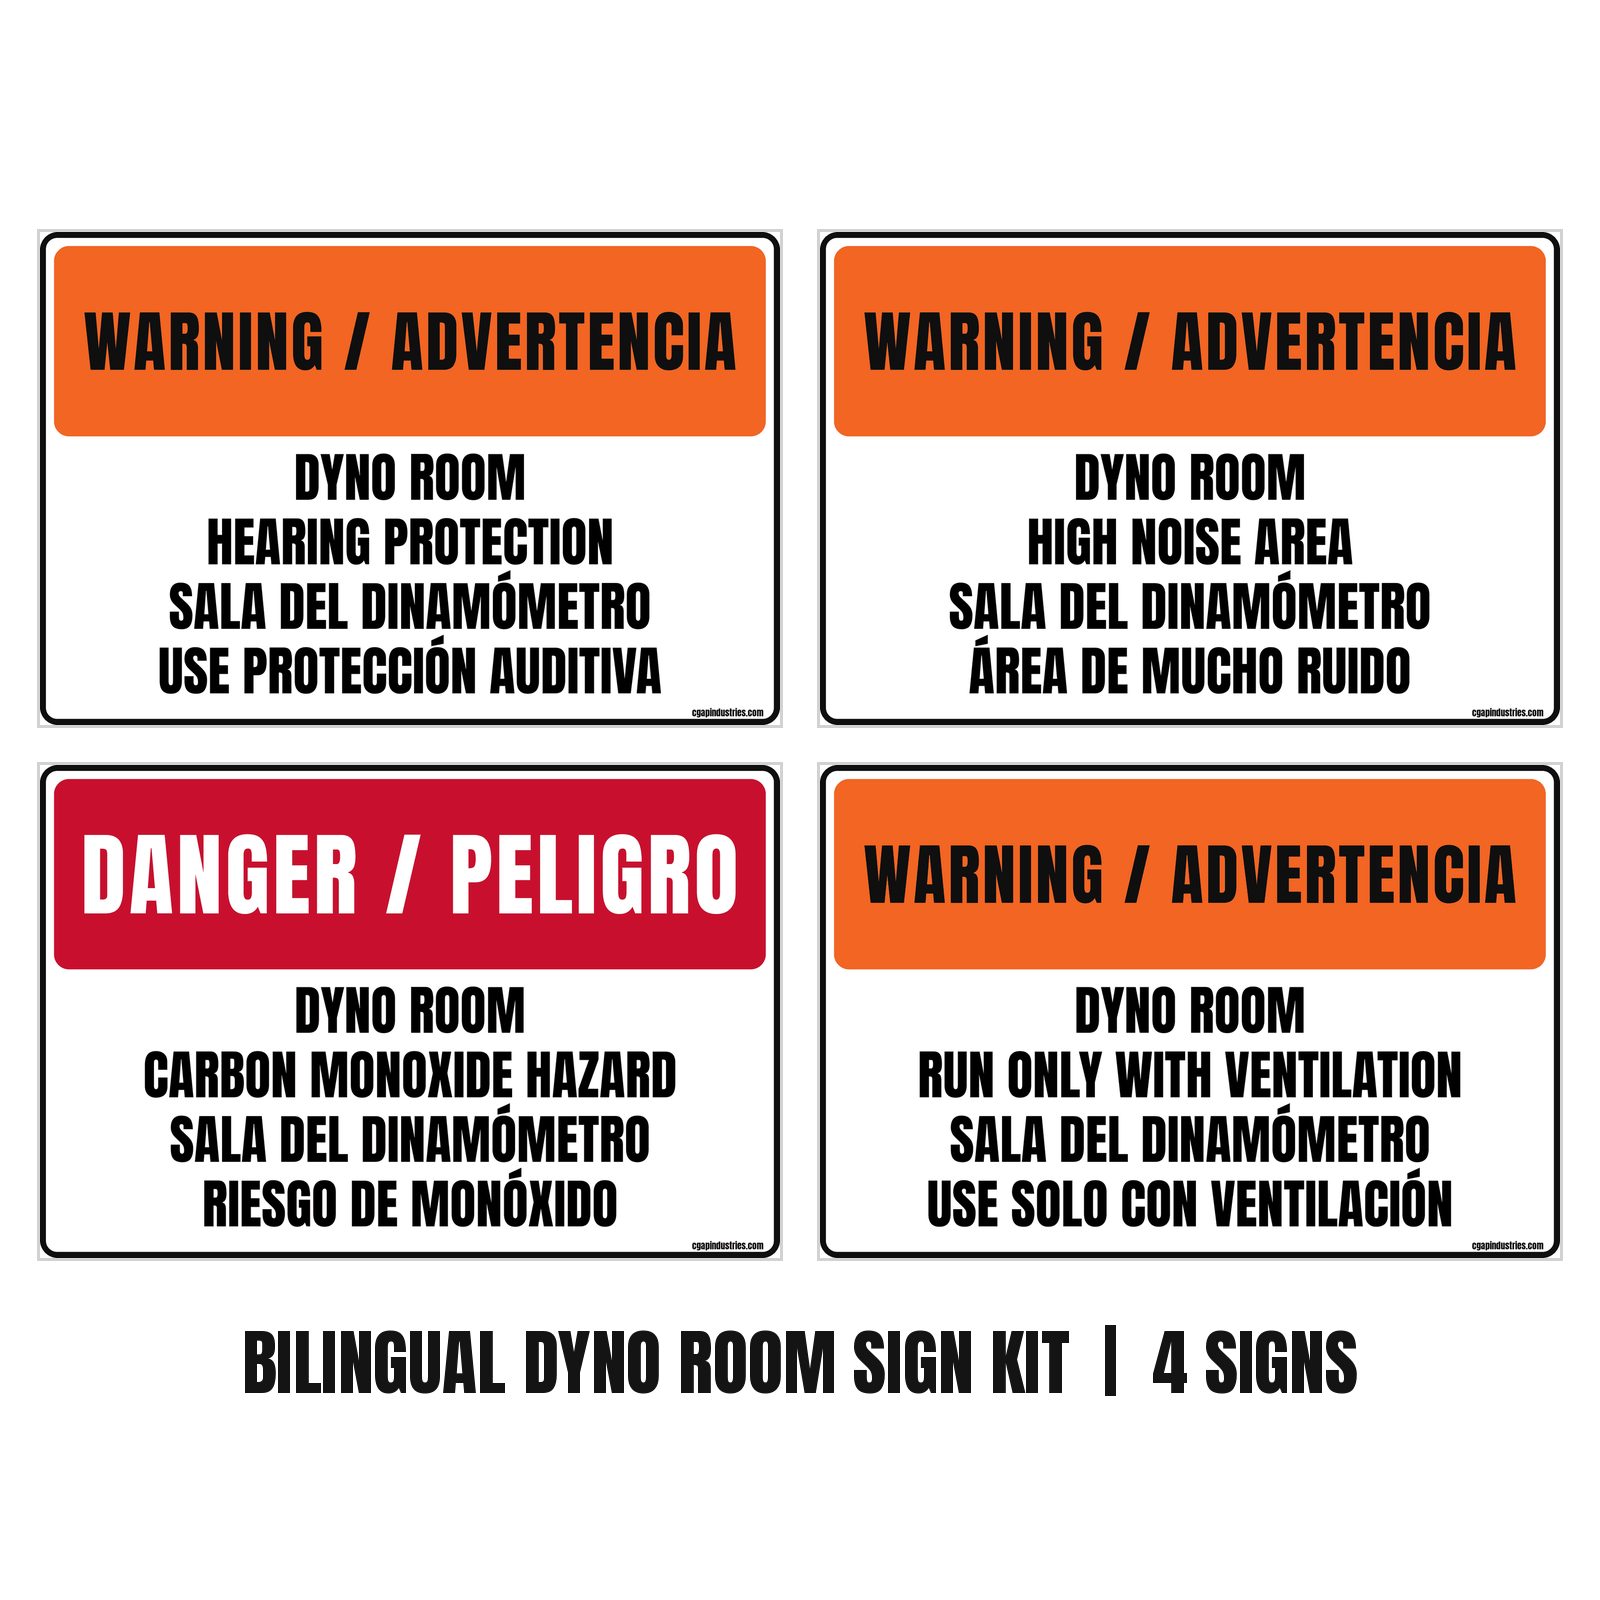 WARNING / ADVERTENCIA
DYNO ROOM
HEARING PROTECTION
SALA DEL DINAMÓMETRO
USE PROTECCIÓN AUDITIVA
cgapindustries.com
WARNING / ADVERTENCIA
DYNO ROOM
HIGH NOISE AREA
SALA DEL DINAMÓMETRO
ÁREA DE MUCHO RUIDO
cgapindustries.com
DANGER / PELIGRO
DYNO ROOM
CARBON MONOXIDE HAZARD
SALA DEL DINAMÓMETRO
RIESGO DE MONÓXIDO
cgapindustries.com
WARNING / ADVERTENCIA
DYNO ROOM
RUN ONLY WITH VENTILATION
SALA DEL DINAMÓMETRO
USE SOLO CON VENTILACIÓN
cgapindustries.com
BILINGUAL DYNO ROOM SIGN KIT | 4 SIGNS